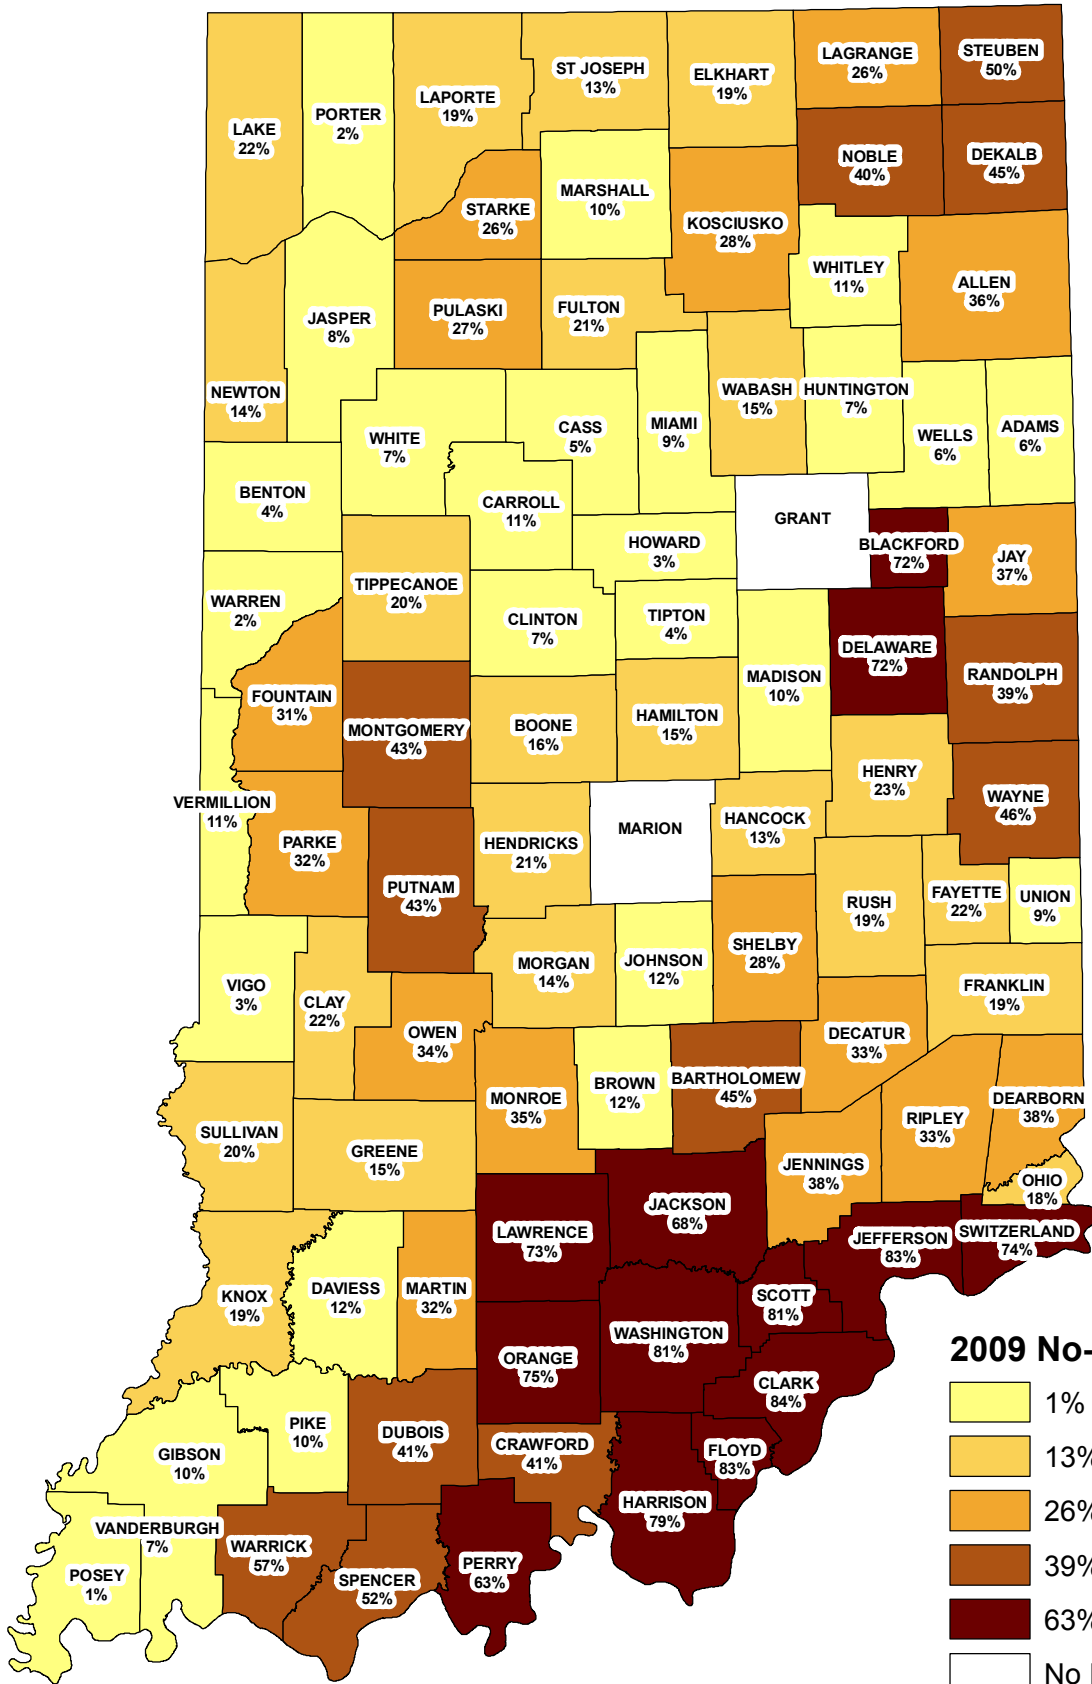 LAKE
22%
PORTER
2%
LAPORTE
19%
ST JOSEPH
13%
ELKHART
19%
LAGRANGE
26%
STEUBEN
50%
NOBLE
40%
DEKALB
45%
MARSHALL
10%
STARKE
26%
KOSCIUSKO
28%
WHITLEY
11%
ALLEN
36%
JASPER
8%
PULASKI
27%
FULTON
21%
NEWTON
14%
WHITE
7%
CASS
5%
MIAMI
9%
WABASH
15%
HUNTINGTON
7%
WELLS
6%
ADAMS
6%
BENTON
4%
CARROLL
11%
GRANT
HOWARD
3%
BLACKFORD
72%
JAY
37%
WARREN
2%
TIPPECANOE
20%
CLINTON
7%
TIPTON
4%
MADISON
10%
DELAWARE
72%
RANDOLPH
39%
FOUNTAIN
31%
MONTGOMERY
43%
BOONE
16%
HAMILTON
15%
HENRY
23%
WAYNE
46%
VERMILLION
11%
PARKE
32%
PUTNAM
43%
HENDRICKS
21%
MARION
HANCOCK
13%
RUSH
19%
FAYETTE
22%
UNION
9%
VIGO
3%
CLAY
22%
MORGAN
14%
JOHNSON
12%
SHELBY
28%
FRANKLIN
19%
OWEN
34%
DECATUR
33%
MONROE
35%
BROWN
12%
BARTHOLOMEW
45%
RIPLEY
33%
DEARBORN
38%
SULLIVAN
20%
GREENE
15%
JENNINGS
38%
OHIO
18%
LAWRENCE
73%
JACKSON
68%
JEFFERSON
83%
SWITZERLAND
74%
KNOX
19%
DAVIESS
12%
MARTIN
32%
SCOTT
81%
ORANGE
75%
WASHINGTON
81%
CLARK
84%
PIKE
10%
DUBOIS
41%
CRAWFORD
41%
FLOYD
83%
GIBSON
10%
HARRISON
79%
VANDERBURGH
7%
WARRICK
57%
SPENCER
52%
PERRY
63%
POSEY
1%
2009 No-
1%
13%
26%
39%
63%
No